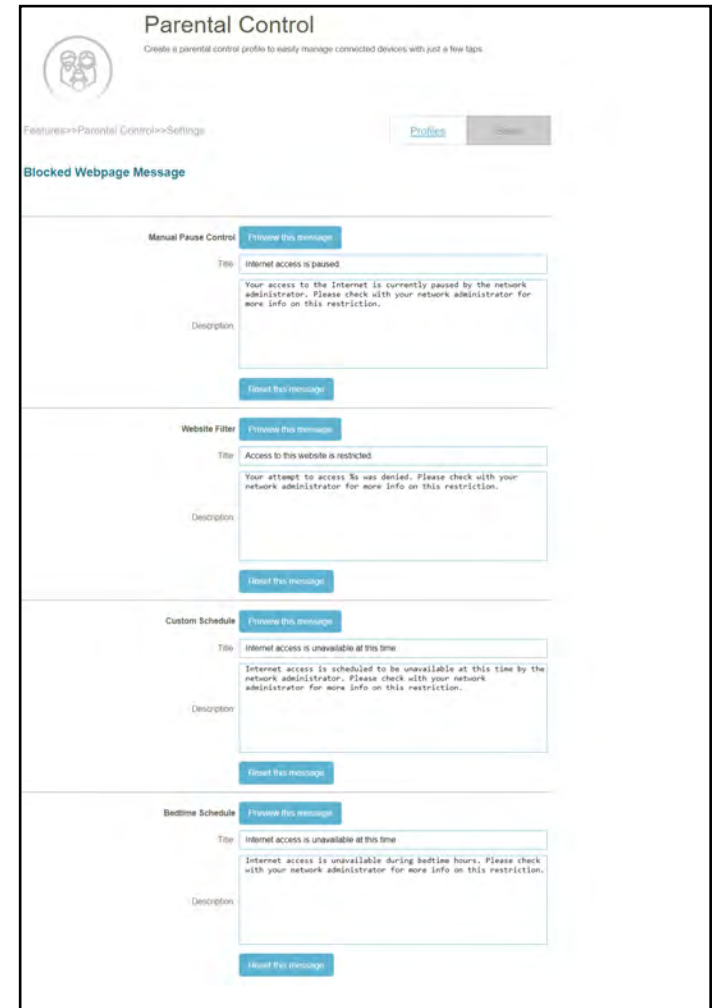 Parental Control
Create a parental control profile to easily manage connected devices with just a few taps.
Features>>Parental Control>>Settings
Profiles
Blocked Webpage Message
Manual Pause Control
Preview this message
Title
Internet access is paused
Your access to the Internet is currently paused by the network
administrator. Please check with your network administrator for
more info on this restriction.
Description
Reset this message
Website Filter
Preview this message
Title
Access to this website is restricted
Your attempt to access %s was denied. Please check with your
network administrator for more info on this restriction.
Description
Reset this message
Custom Schedule
Preview this message
Title
Internet access is unavailable at this time
Internet access is scheduled to be unavailable at this time by the
network administrator. Please check with your network
administrator for more info on this restriction.
Description
Reset this message
Bedtime Schedule
Preview this message
Title
Internet access is unavailable at this time
Internet access is unavailable during bedtime hours. Please check
with your network administrator for more info on this restriction.
Description
Reset this message